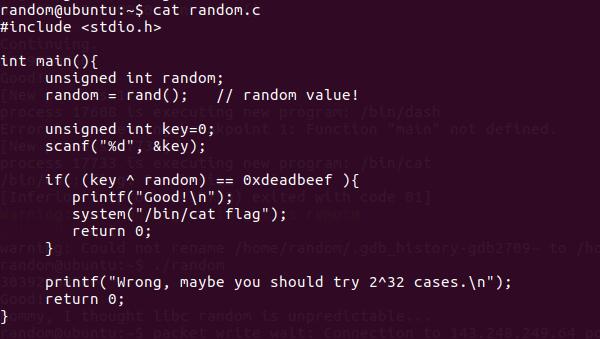 random@ubuntu:~$ cat random.c
#include <stdio.h>
int main(){
unsigned int random;
random = rand();   // random value!
unsigned int key=0;
scanf("%d", &key);
if( (key ^ random) == 0xdeadbeef ){
printf("Good!\n");
system("/bin/cat flag");
return 0;
}
printf("Wrong, maybe you should try 2^32 cases.\n");
return 0;
}